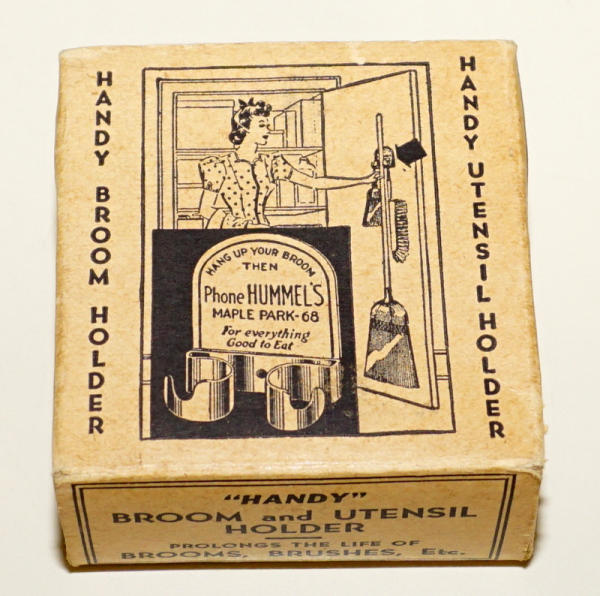 HANDY BROOM HOLDER
HANG UP YOUR BROOM
THEN
Phone HUMMEL'S
MAPLE PARK-68
For everything
Good to Eat
HANDY UTENSIL HOLDER
"HANDY"
BROOM and UTENSIL
HOLDER
PROLONGS THE LIFE OF
BROOMS, BRUSHES, Etc.